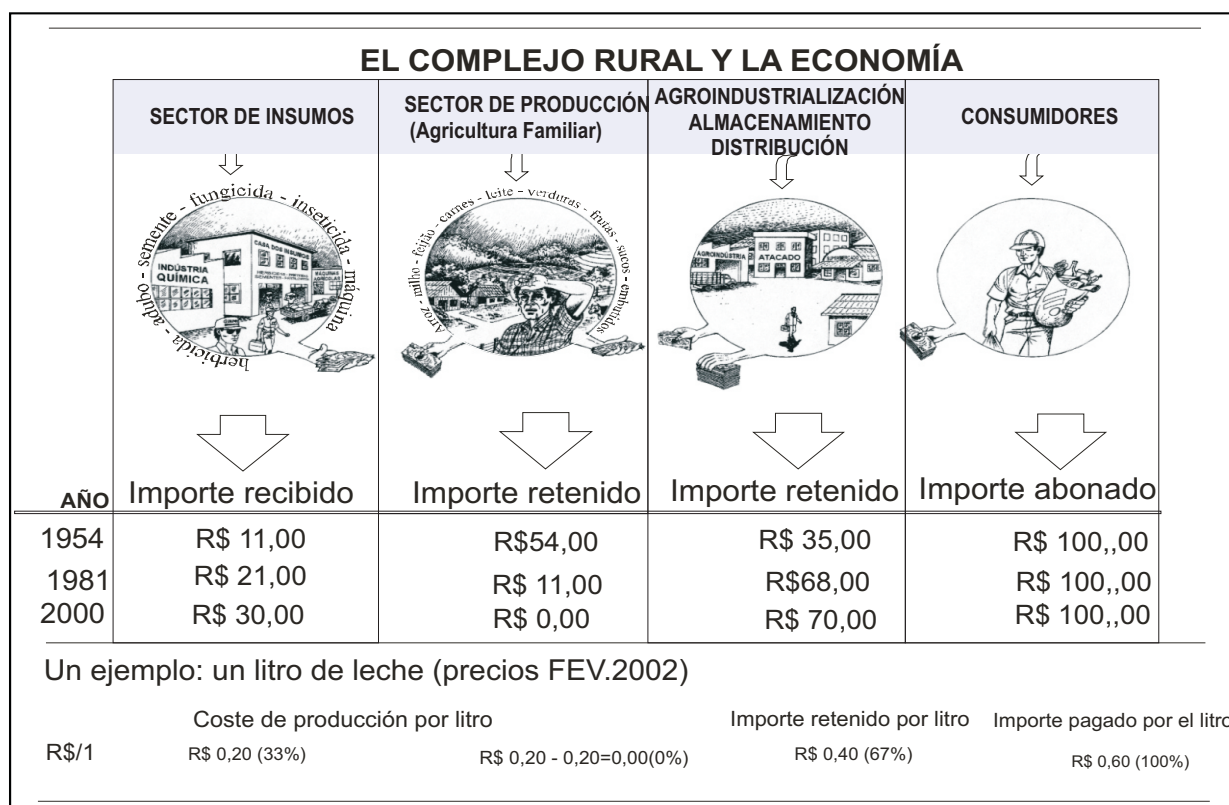 EL COMPLEJO RURAL Y LA ECONOMÍA
SECTOR DE INSUMOS
SECTOR DE PRODUCCIÓN
(Agricultura Familiar)
AGROINDUSTRIALIZACIÓN
ALMACENAMIENTO
DISTRIBUCIÓN
CONSUMIDORES
herbicida - adubo - semente - fungicida - inseticida - máquina
CASA DOS INSUMOS
INDÚSTRIA
QUÍMICA
MÁQUINAS
AGRÍCOLAS
Arroz - milho - feijão - carnes - leite - verduras - frutas - sucos - embutidos
AGROINDÚSTRIA
ATACADO
AÑO
Importe recibido
Importe retenido
Importe retenido
Importe abonado
1954 R$ 11,00 R$54,00 R$ 35,00 R$ 100,,00
1981 R$ 21,00 R$ 11,00 R$68,00 R$ 100,,00
2000 R$ 30,00 R$ 0,00 R$ 70,00 R$ 100,,00
Un ejemplo: un litro de leche (precios FEV.2002)
Coste de producción por litro
Importe retenido por litro
Importe pagado por el litro
R$/1 R$ 0,20 (33%) R$ 0,20 - 0,20=0,00(0%) R$ 0,40 (67%) R$ 0,60 (100%)